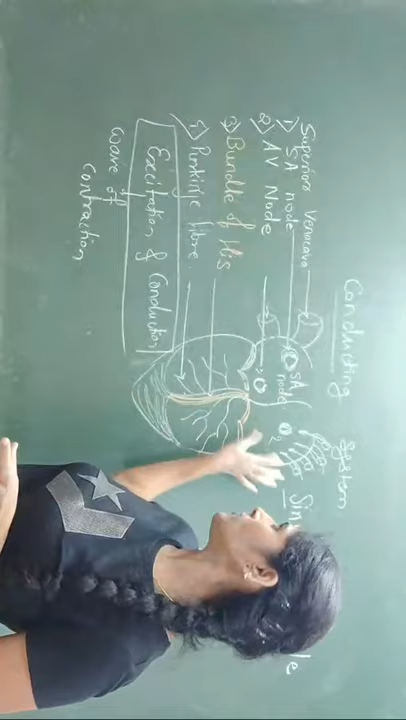 Conducting System
Superior Venacava
1) SA node
2) AV Node
3) Bundle of His
4) Purkinje fibre
Excitation & Conduction
wave of
contraction
SA
node